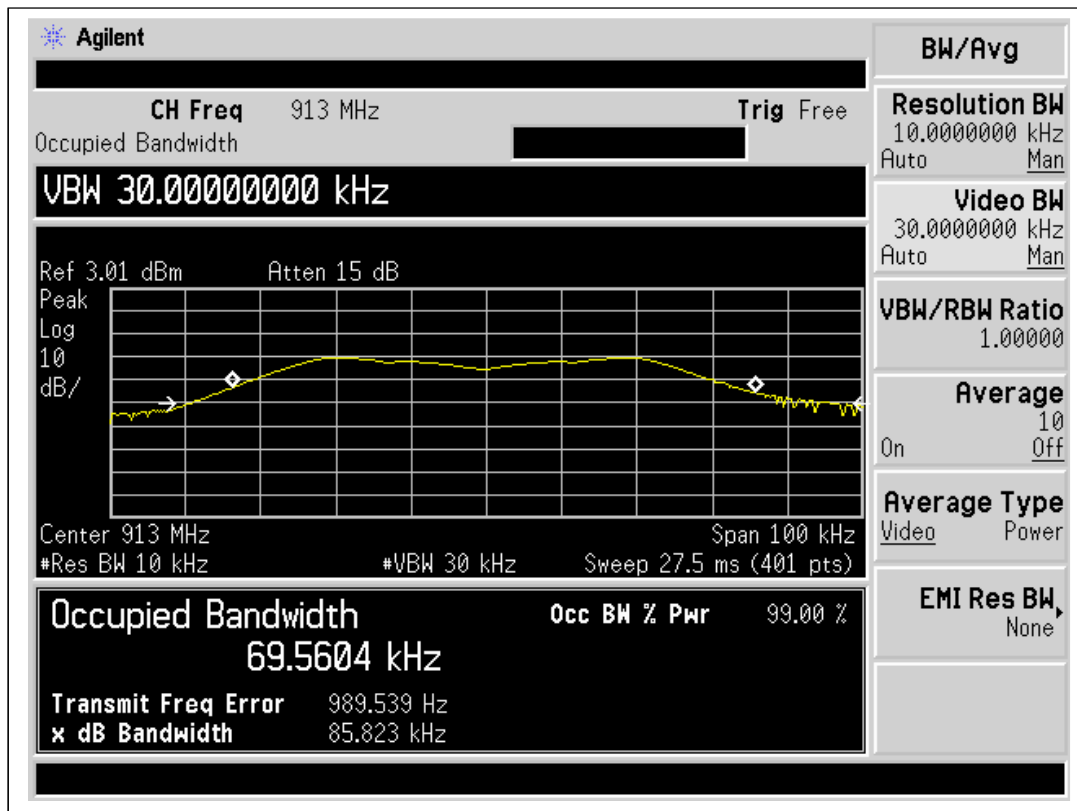 Agilent
BW/Avg
CH Freq 913 MHz Trig Free
Occupied Bandwidth
VBW 30.00000000 kHz
Ref 3.01 dBm Atten 15 dB
Peak
Log
10
dB/
Center 913 MHz Span 100 kHz
#Res BW 10 kHz #VBW 30 kHz Sweep 27.5 ms (401 pts)
Occupied Bandwidth Occ BW % Pwr 99.00 %
69.5604 kHz
Transmit Freq Error 989.539 Hz
x dB Bandwidth 85.823 kHz
Resolution BW
10.0000000 kHz
Auto Man
Video BW
30.0000000 kHz
Auto Man
VBW/RBW Ratio
1.00000
Average
10
On Off
Average Type
Video Power
EMI Res BW
None